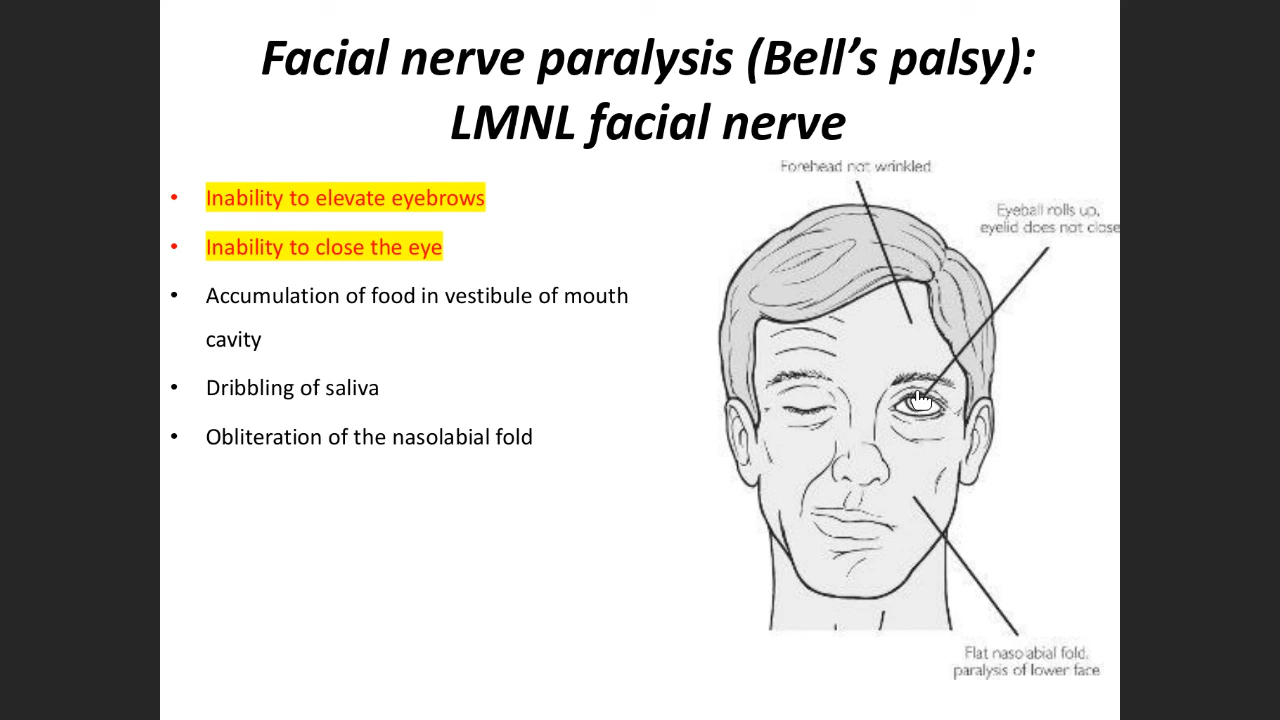 Facial nerve paralysis (Bell’s palsy):
LMNL facial nerve
• Inability to elevate eyebrows
• Inability to close the eye
• Accumulation of food in vestibule of mouth
cavity
• Dribbling of saliva
• Obliteration of the nasolabial fold
Forehead not wrinkled
Eyeball rolls up,
eyelid does not close
Flat nasolabial fold,
paralysis of lower face